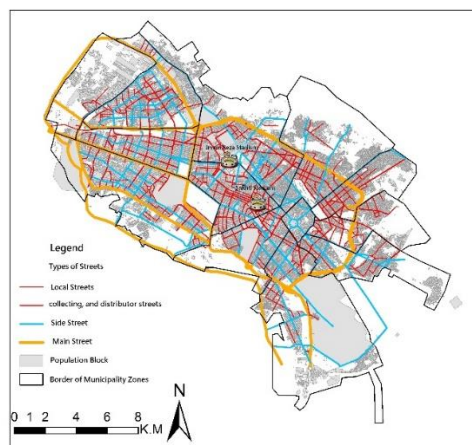 Legend
Types of Streets
Local Streets
collecting, and distributor streets
Side Street
Main Street
Population Block
Border of Municipality Zones
N
0 2 4 6 8
K.M